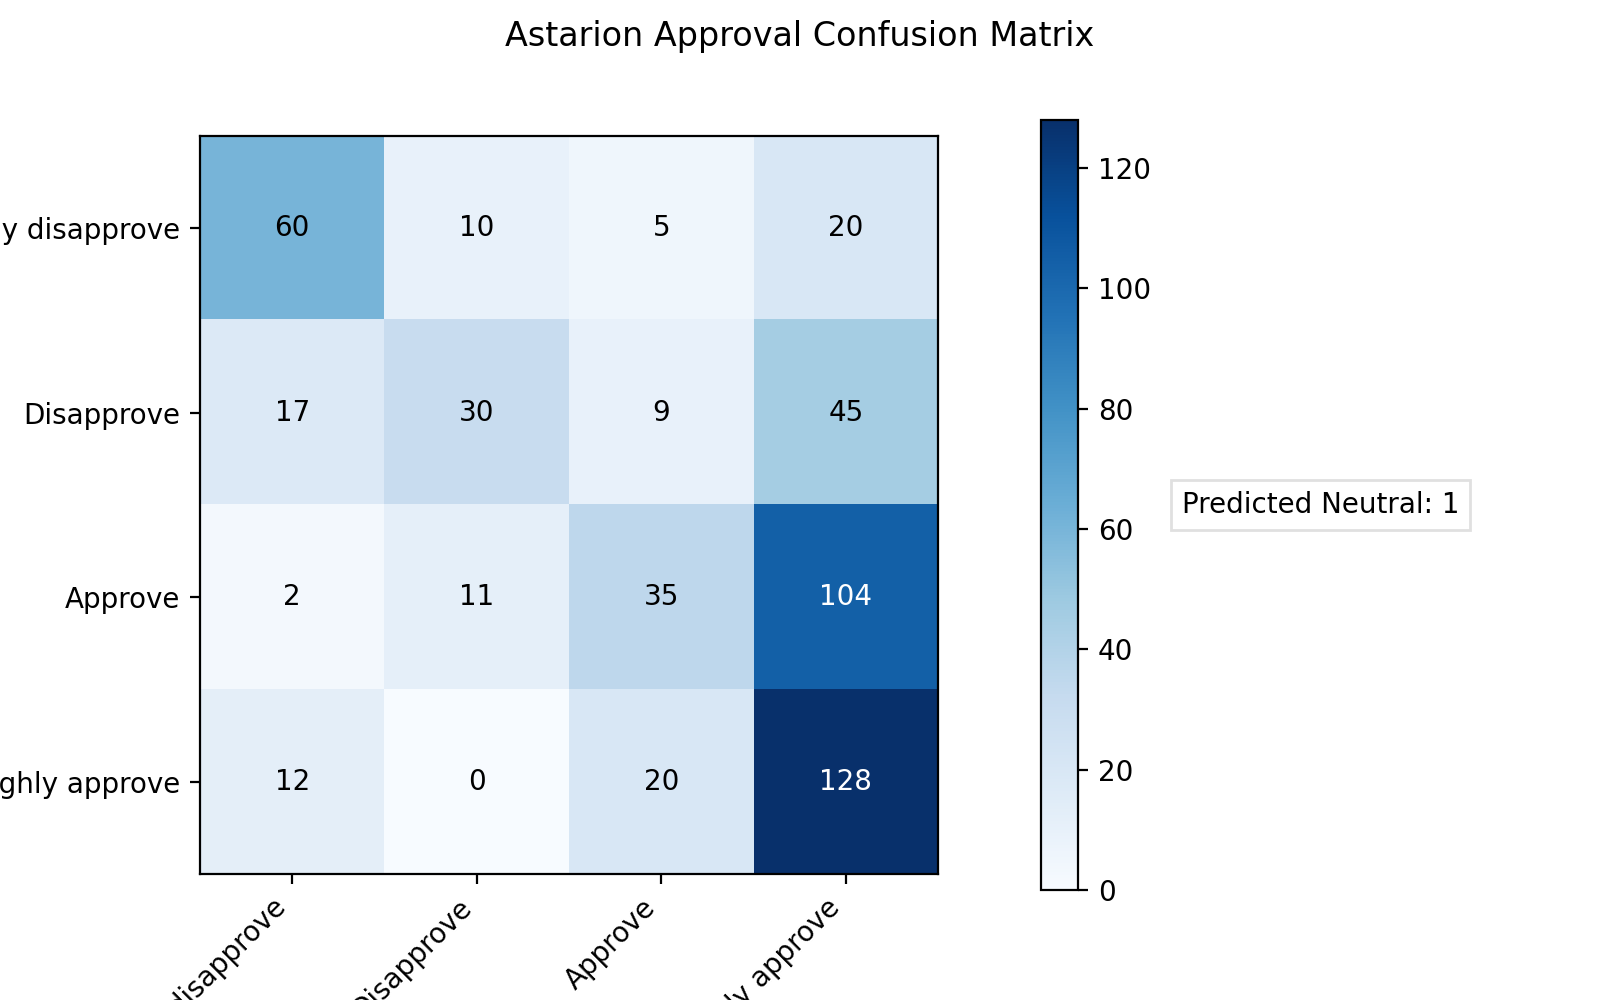 Astarion Approval Confusion Matrix
y disapprove 60 10 5 20
Disapprove 17 30 9 45
Approve 2 11 35 104
ghly approve 12 0 20 128
disapprove Disapprove Approve ly approve
120
100
80
60
40
20
0
Predicted Neutral: 1